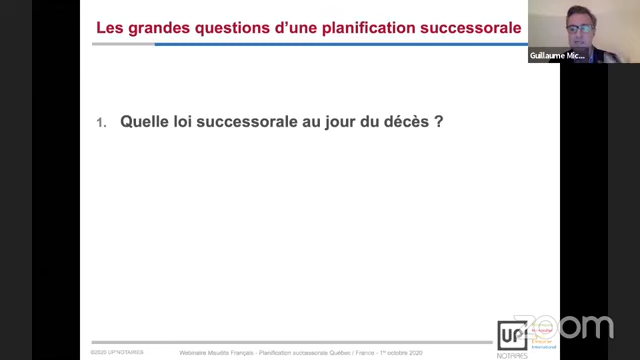 Les grandes questions d'une planification successorale
Guillaume Mic...
1. Quelle loi successorale au jour du décès ?
UP
NOTAIRES
zoom
©2020 UP'NOTAIRES
Webinaire Maudits Français - Planification successorale Québec / France - 1er octobre 2020